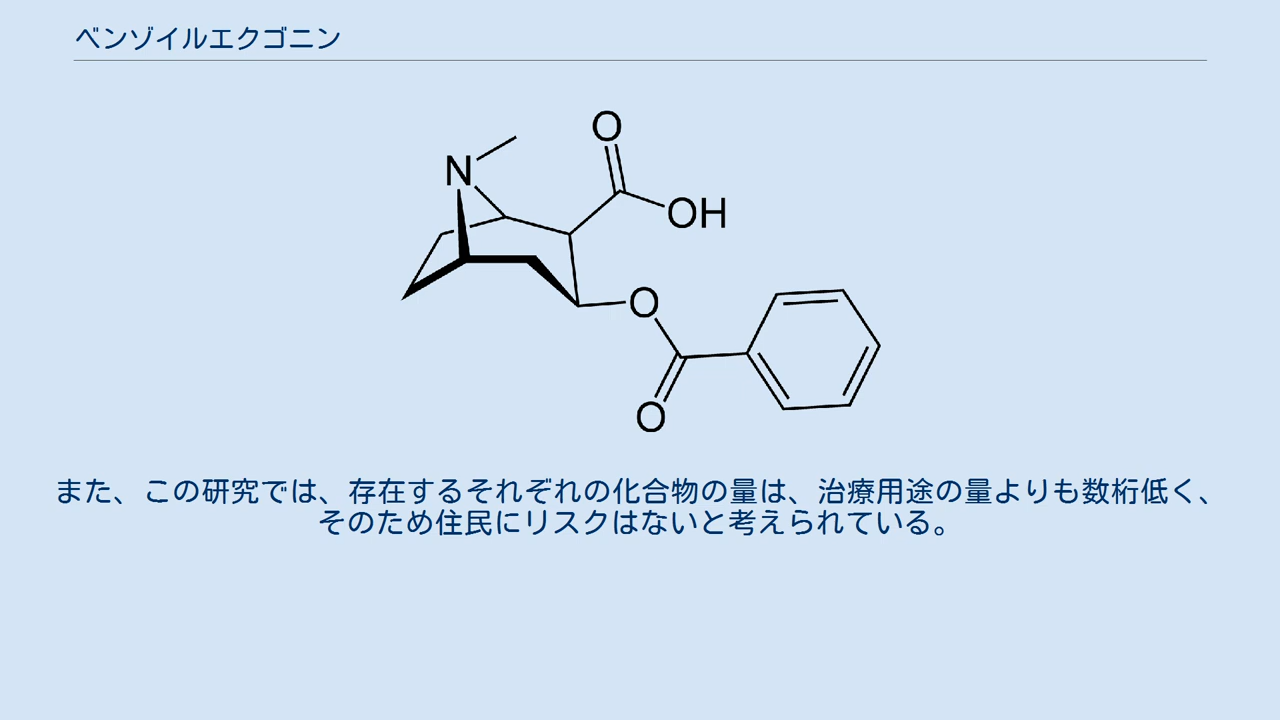 ベンゾイルエクゴニン
O
N
OH
O
O
また、この研究では、存在するそれぞれの化合物の量は、治療用途の量よりも数桁低く、
そのため住民にリスクはないと考えられている。